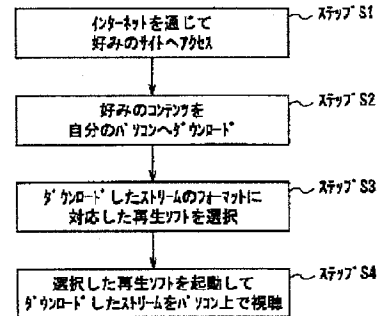 インターネットを通じて
好みのサイトへアクセス
ステップS1
好みのコンテンツを
自分のパソコンへダウンロード
ステップS2
ダウンロードしたストリームのフォーマットに
対応した再生ソフトを選択
ステップS3
選択した再生ソフトを起動して
ダウンロードしたストリームをパソコン上で視聴
ステップS4